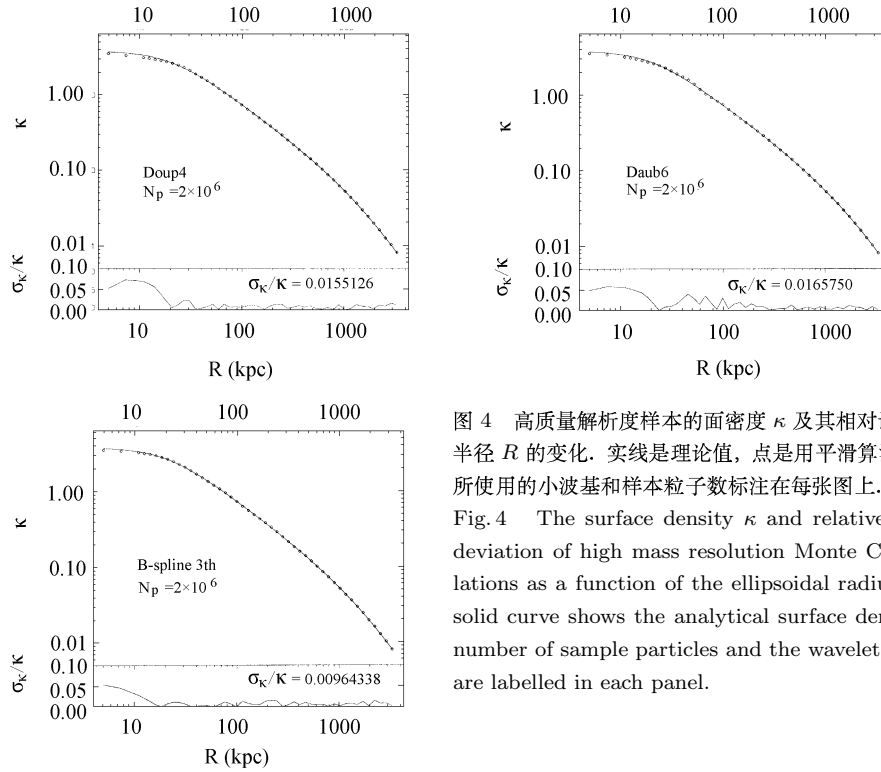 10 100 1000
1.00
κ
0.10
Doup4
Np =2×10 6
0.01
0.10
σκ/κ
σκ/κ = 0.0155126
0.05
0.00
10 100 1000
R (kpc)
10 100 1000
1.00
κ
0.10
Daub6
Np =2×10 6
0.01
0.10
σκ/κ
σκ/κ = 0.0165750
0.05
0.00
10 100 1000
R (kpc)
10 100 1000
1.00
κ
0.10
B-spline 3th
Np =2×10 6
0.01
0.10
σκ/κ
σκ/κ = 0.00964338
0.05
0.00
10 100 1000
R (kpc)
图 4 高质量解析度样本的面密度 κ 及其相对
半径 R 的变化. 实线是理论值, 点是用平滑算
所使用的小波基和样本粒子数标注在每张图上.
Fig. 4 The surface density κ and relative
deviation of high mass resolution Monte C
lations as a function of the ellipsoidal radiu
solid curve shows the analytical surface den
number of sample particles and the wavelet
are labelled in each panel.